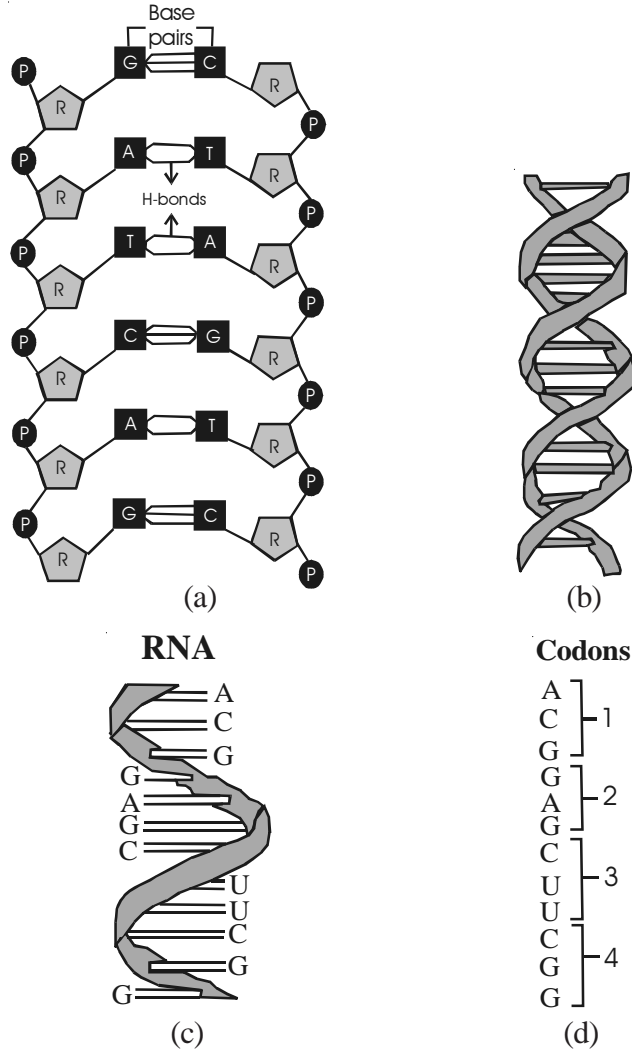 Base
pairs
P G C R
R P
P A T R
R H-bonds P
P T A R
R P
P C G R
R P
P A T R
R P
P G C R
R P
(a)
(b)
RNA
A
C
G
G
A
G
C
U
U
C
G
G
(c)
Codons
A
C 1
G
G
A 2
G
C
U 3
U
C
G 4
G
(d)